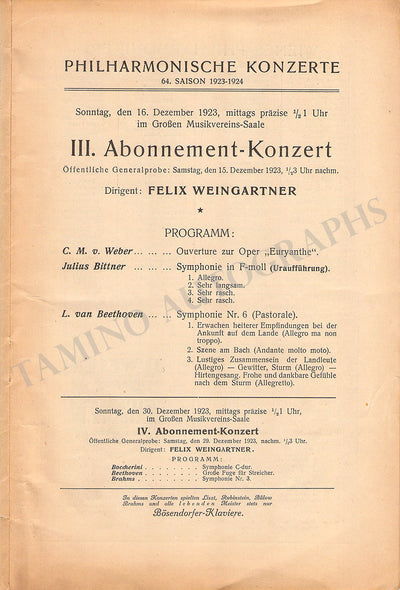 PHILHARMONISCHE KONZERTE
64. SAISON 1923-1924
Sonntag, den 16. Dezember 1923, mittags präzise ½1 Uhr
im Großen Musikvereins-Saale
III. Abonnement-Konzert
Öffentliche Generalprobe: Samstag, den 15. Dezember 1923, ½3 Uhr nachm.
Dirigent: FELIX WEINGARTNER
PROGRAMM:
C. M. v. Weber ... ... Ouverture zur Oper „Euryanthe“.
Julius Bittner ... ... Symphonie in F-moll (Uraufführung).
1. Allegro.
2. Sehr langsam.
3. Sehr rasch.
4. Sehr rasch.
L. van Beethoven ... ... Symphonie Nr. 6 (Pastorale).
1. Erwachen heiterer Empfindungen bei der
Ankunft auf dem Lande (Allegro ma non
troppo).
2. Szene am Bach (Andante molto moto).
3. Lustiges Zusammensein der Landleute
(Allegro) — Gewitter, Sturm (Allegro) —
Hirtengesang. Frohe und dankbare Gefühle
nach dem Sturm (Allegretto).
Sonntag, den 30. Dezember 1923, mittags präzise ½1 Uhr,
im Großen Musikvereins-Saale
IV. Abonnement-Konzert
Öffentliche Generalprobe: Samstag, den 29. Dezember 1923, nachm. ½3 Uhr.
Dirigent: FELIX WEINGARTNER.
PROGRAMM:
Boccherini . . . . . . . . Symphonie C-dur.
Beethoven . . . . . . . . Große Fuge für Streicher.
Brahms . . . . . . . . . Symphonie Nr. 3.
In diesen Konzerten spielten Liszt, Rubinstein, Bülow
Brahms und alle lebenden Meister stets nur
Bösendorfer-Klaviere.
TAMINO AUTOGRAPHS